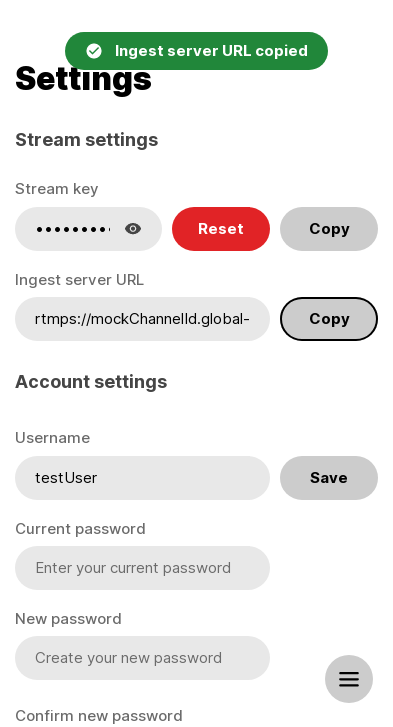 Ingest server URL copied
Settings
Stream settings
Stream key
Reset
Copy
Ingest server URL
rtmps://mockChannelId.global-
Copy
Account settings
Username
testUser
Save
Current password
Enter your current password
New password
Create your new password
Confirm new password